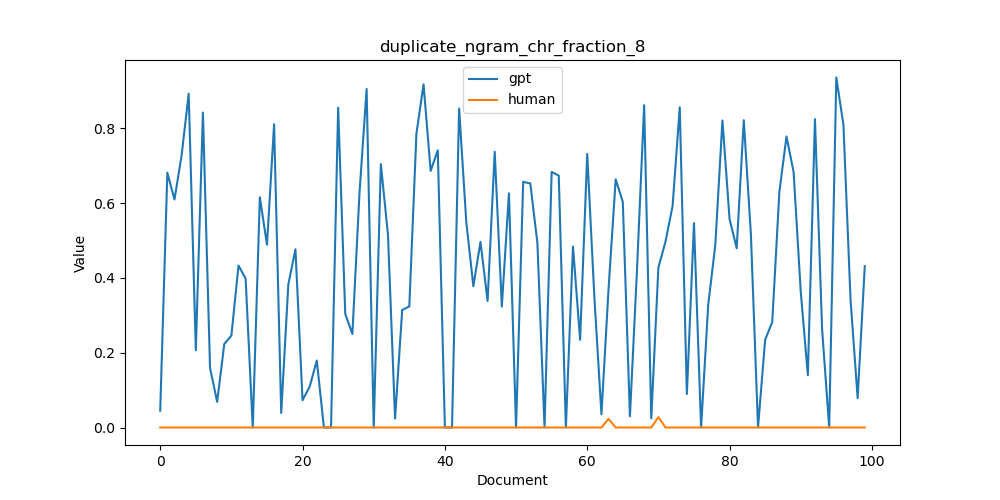 duplicate_ngram_chr_fraction_8
gpt
human
0.8
0.6
0.4
0.2
0.0
Value
0 20 40 60 80 100
Document